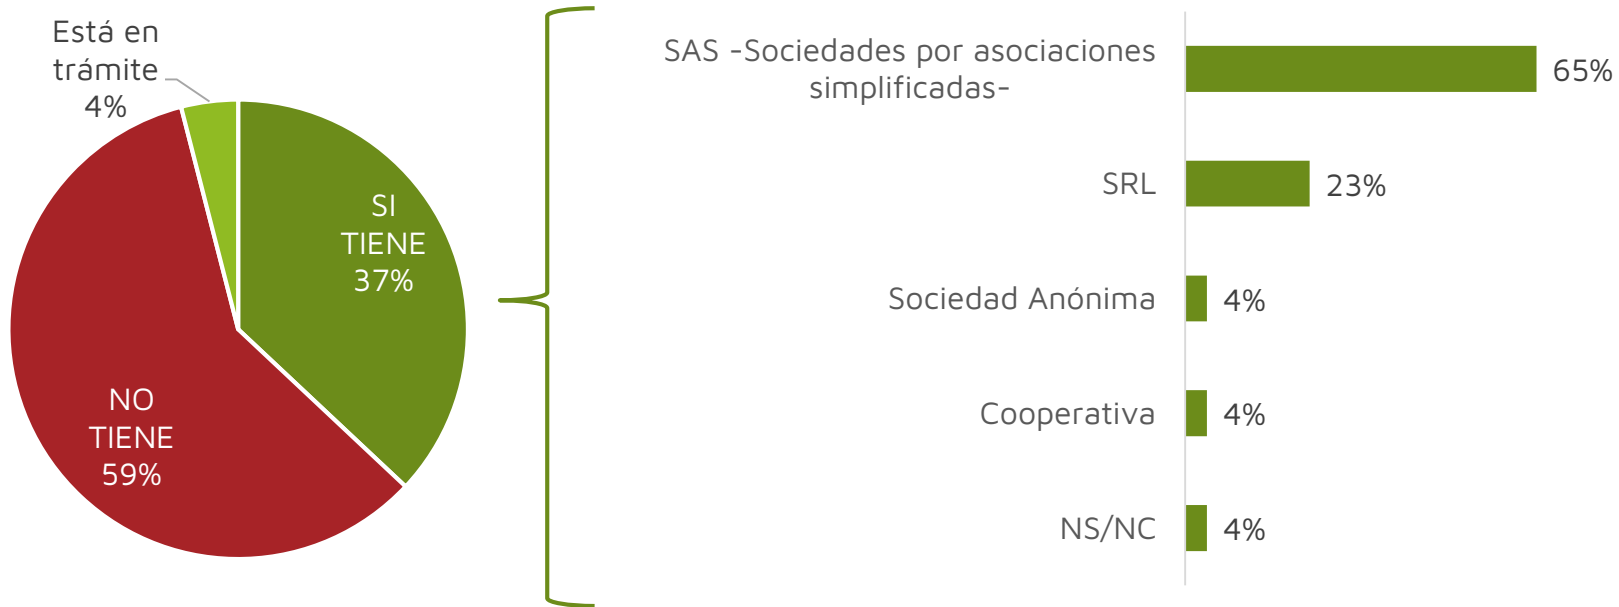 Está en
trámite
4%
SI
TIENE
37%
NO
TIENE
59%
SAS -Sociedades por asociaciones
simplificadas-
65%
SRL
23%
Sociedad Anónima
4%
Cooperativa
4%
NS/NC
4%